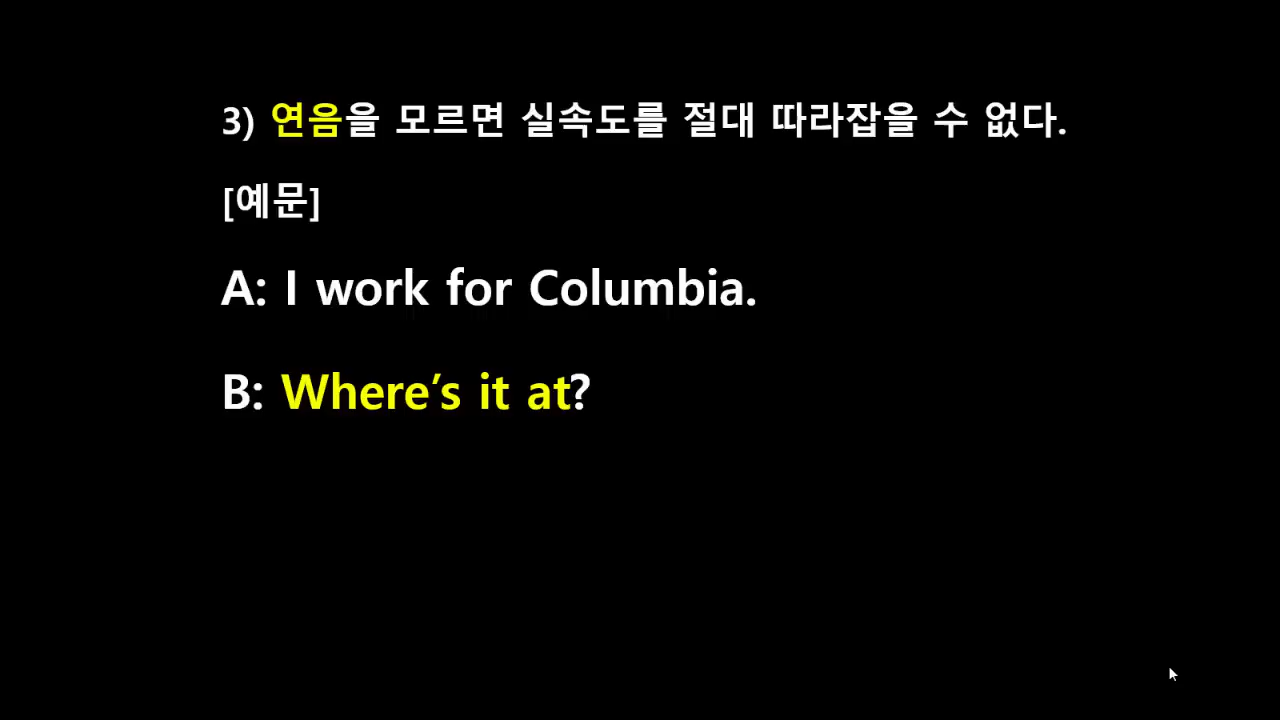 3) 연음을 모르면 실속도를 절대 따라잡을 수 없다.
[예문]
A: I work for Columbia.
B: Where’s it at?